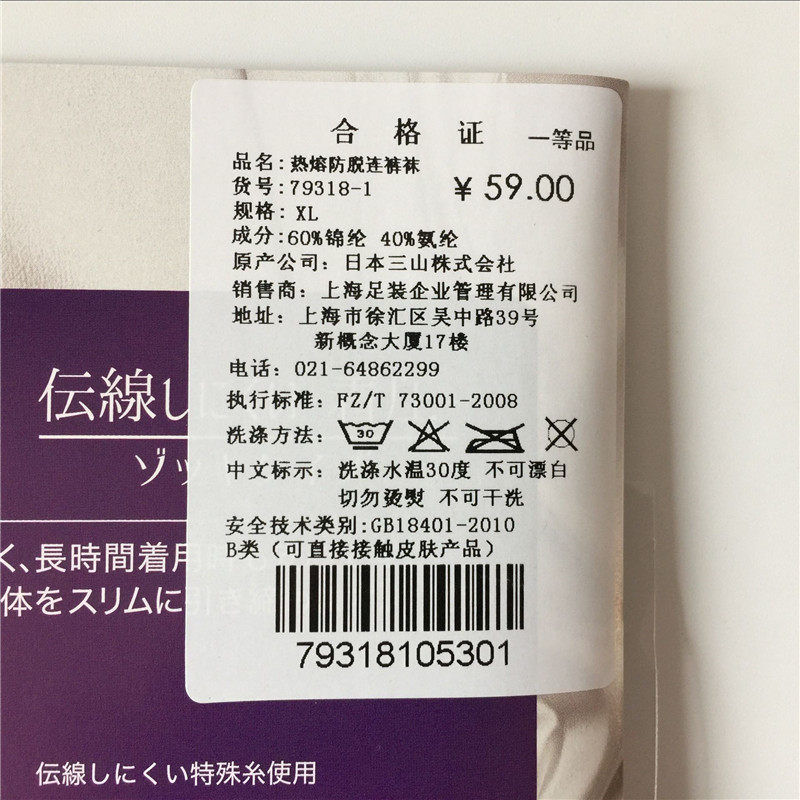 合格证 一等品
品名:热熔防脱连裤袜
货号:79318-1
¥ 59.00
规格: XL
成分:60%锦纶 40%氨纶
原产公司: 日本三山株式会社
销售商: 上海足装企业管理有限公司
地址: 上海市徐汇区吴中路39号
新概念大厦17楼
电话: 021-64862299
执行标准: FZ/T 73001-2008
洗涤方法: 30
中文标示: 洗涤水温30度 不可漂白
切勿烫熨 不可干洗
安全技术类别:GB18401-2010
B类（可直接接触皮肤产品）
79318105301
伝線し
ゾッ
く、長時間着用時
体をスリムに引き締
伝線しにくい特殊糸使用